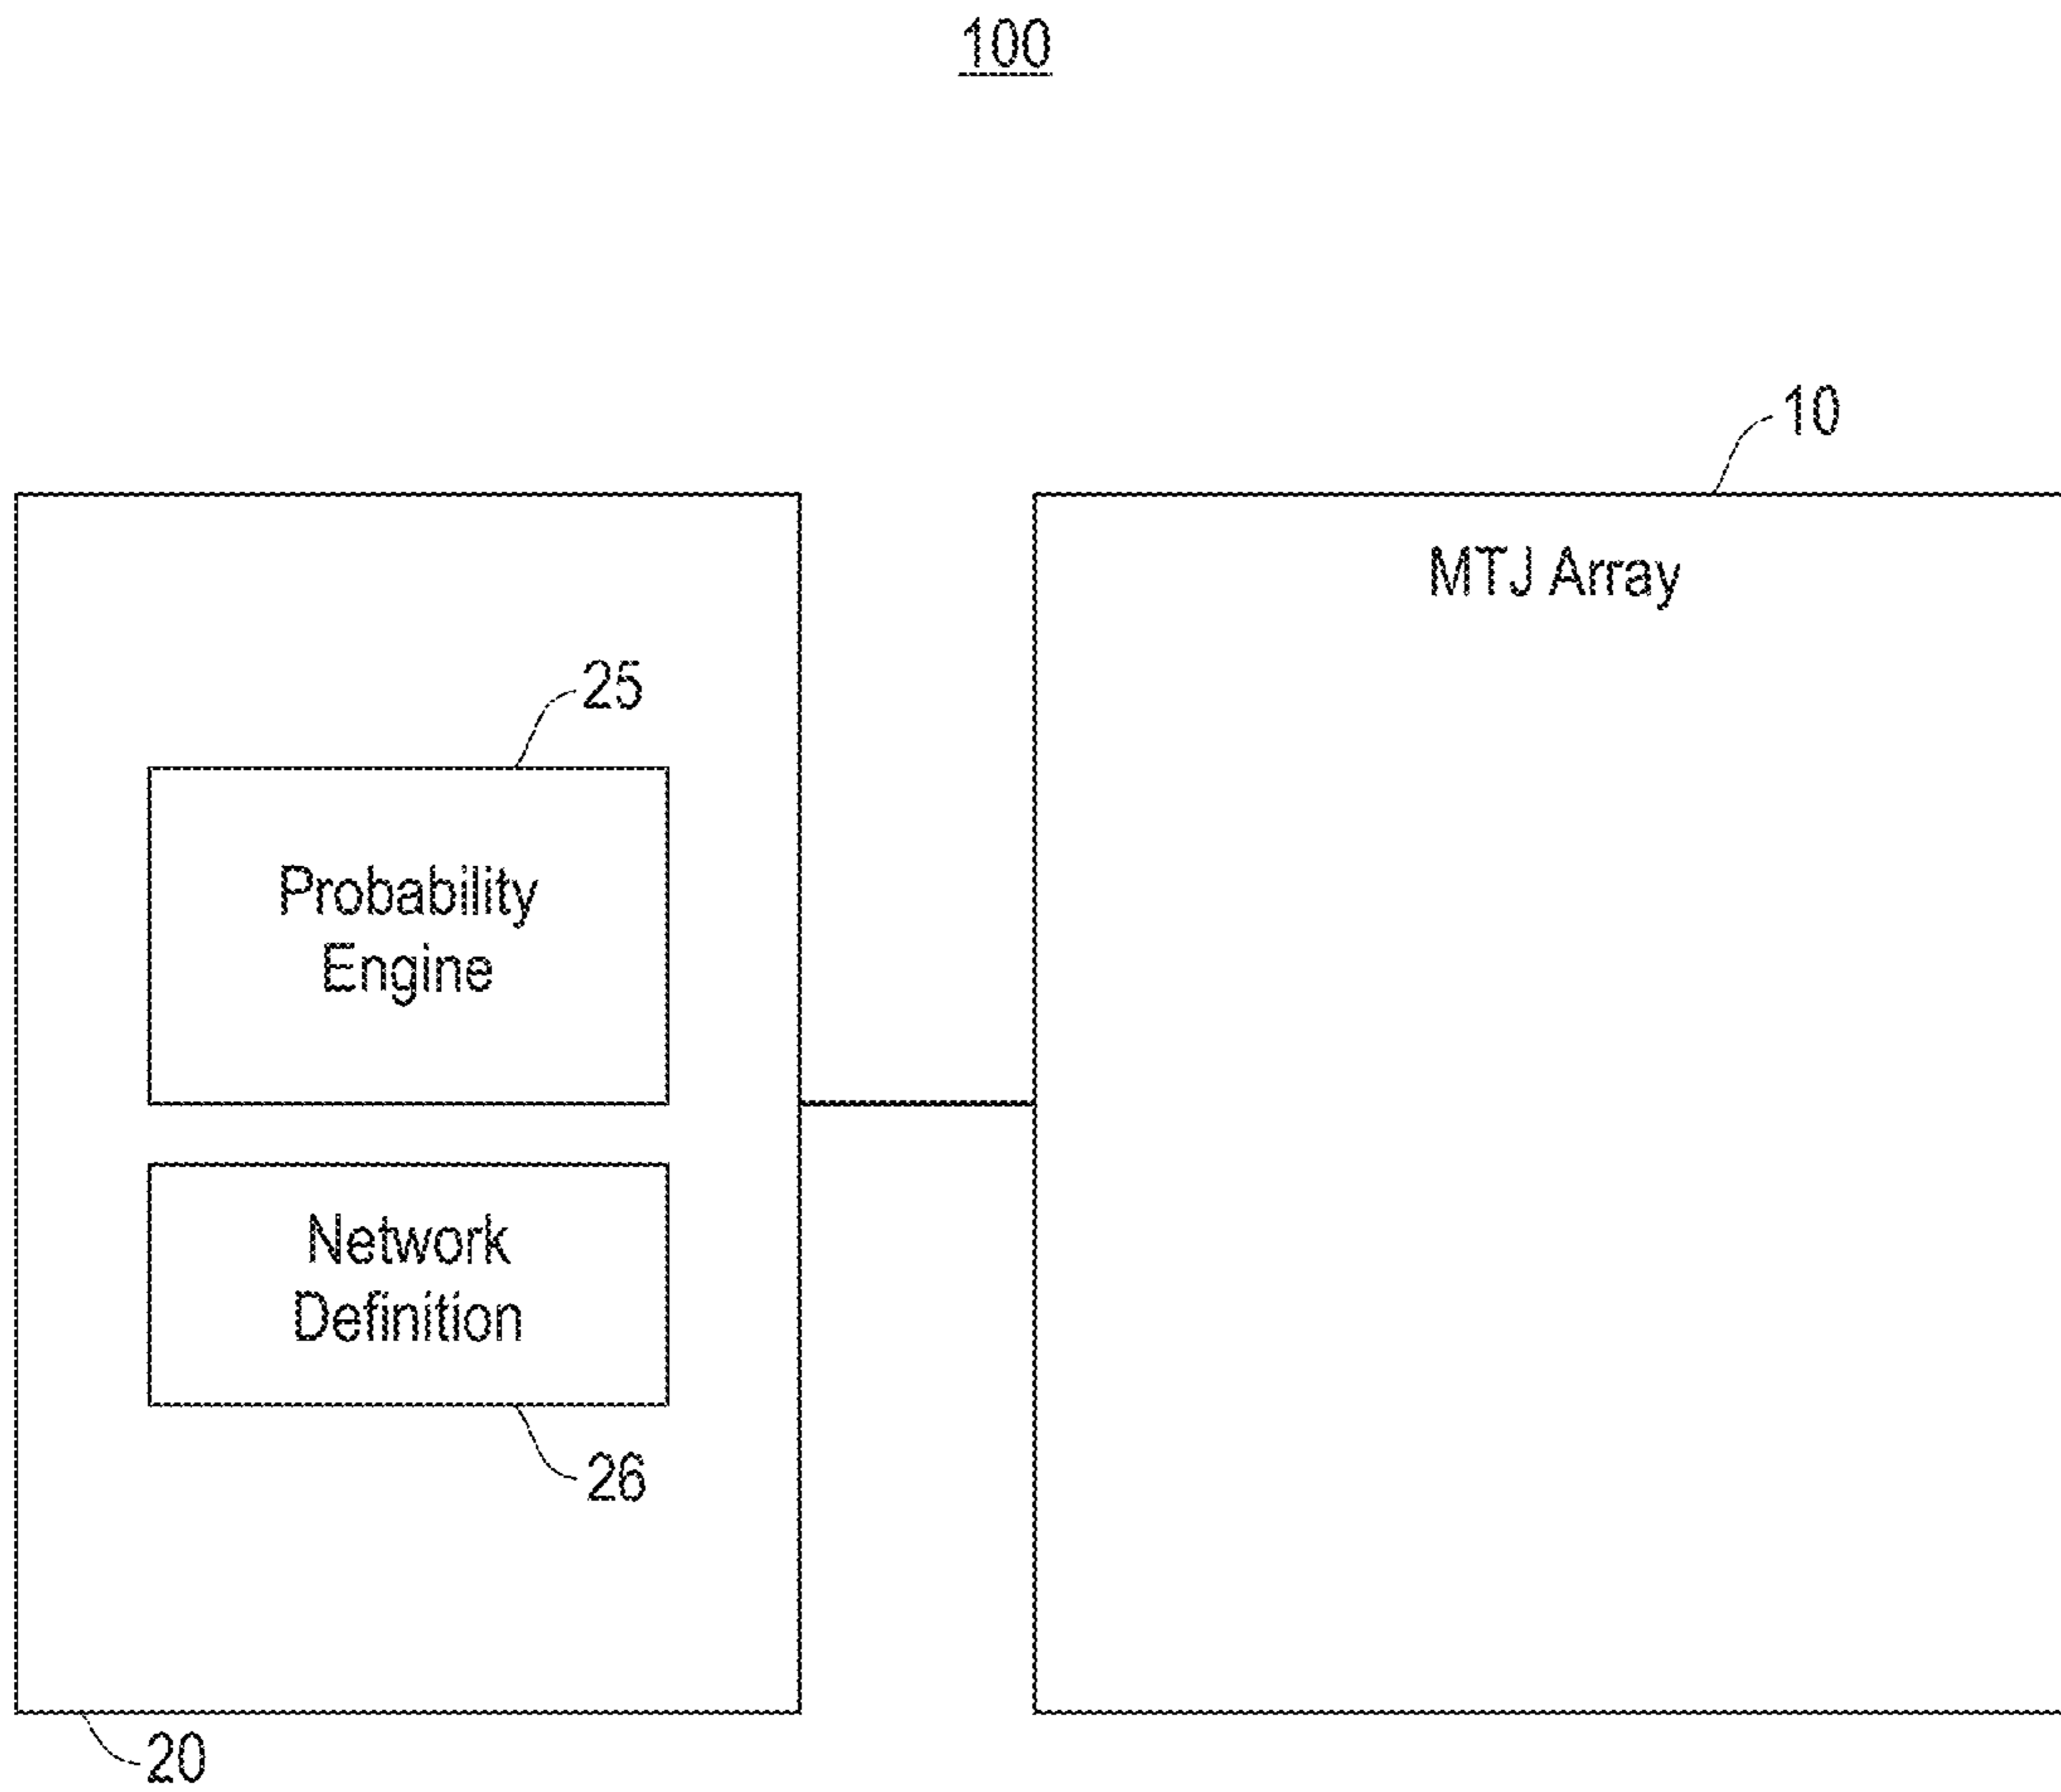 100
10
MTJ Array
25
Probability
Engine
Network
Definition
26
20